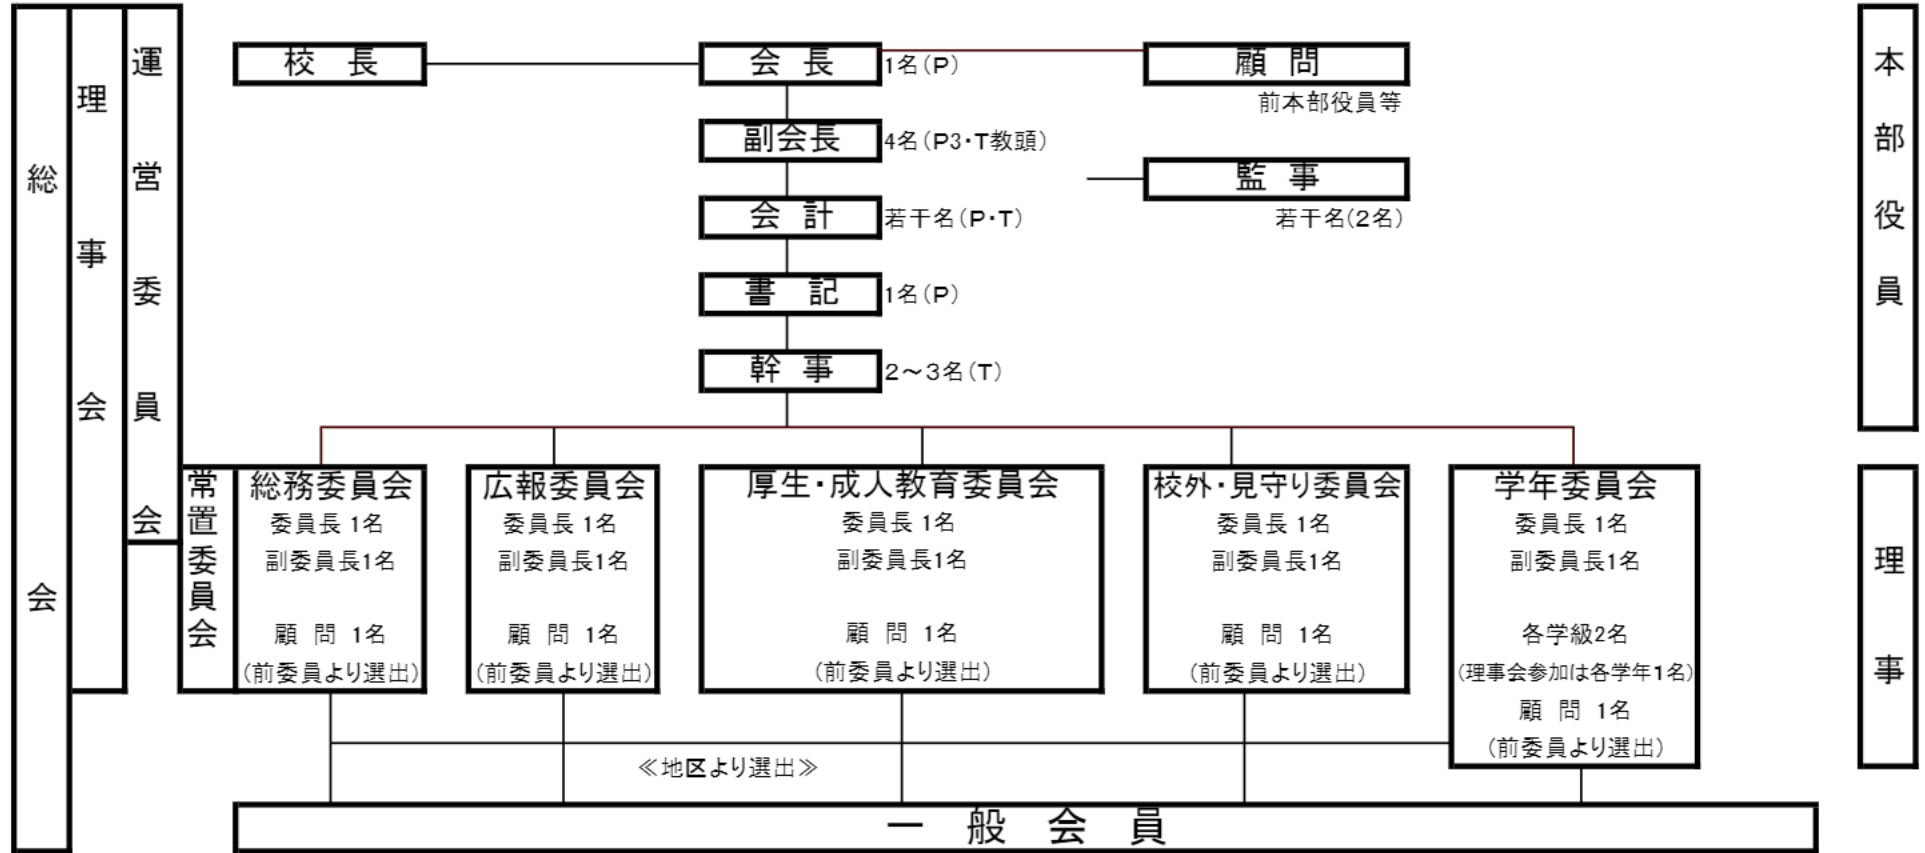 総会
理事会
運営委員会
本部役員
校長
会長
1名(P)
顧問
前本部役員等
副会長
4名(P3・T教頭)
監事
若干名(2名)
会計
若干名(P・T)
書記
1名(P)
幹事
2〜3名(T)
常置委員会
総務委員会
委員長 1名
副委員長1名
顧問 1名
(前委員より選出)
広報委員会
委員長 1名
副委員長1名
顧問 1名
(前委員より選出)
厚生・成人教育委員会
委員長 1名
副委員長1名
顧問 1名
(前委員より選出)
校外・見守り委員会
委員長 1名
副委員長1名
顧問 1名
(前委員より選出)
学年委員会
委員長 1名
副委員長1名
各学級2名
(理事会参加は各学年1名)
顧問 1名
(前委員より選出)
理事
≪地区より選出≫
一般会員